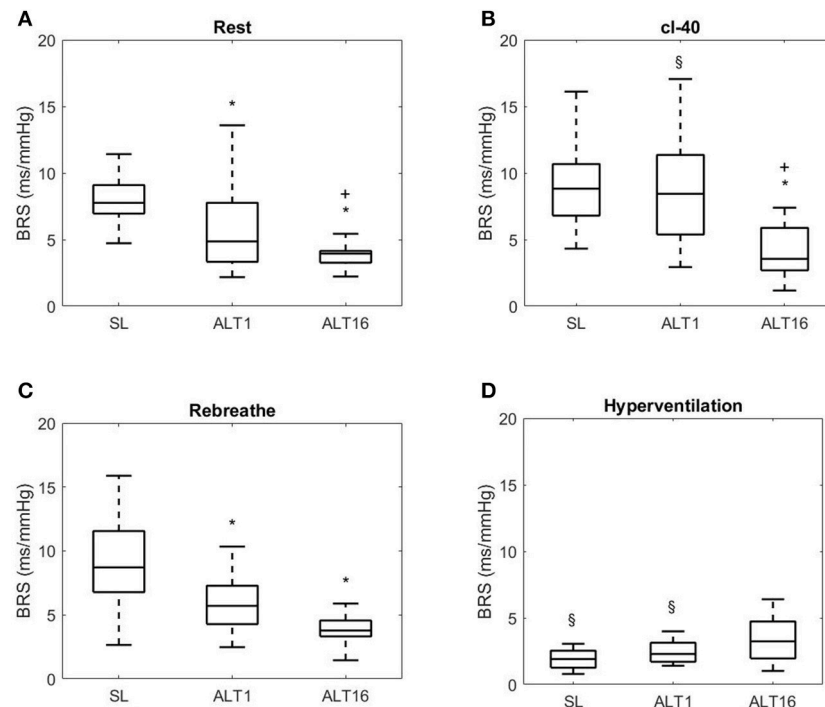 A
Rest
20
*
15
+
10
*
5
0
BRS (ms/mmHg)
SL ALT1 ALT16
B
cl-40
20
§
15
+
10
*
5
0
BRS (ms/mmHg)
SL ALT1 ALT16
C
Rebreathe
20
15
*
10
*
5
0
BRS (ms/mmHg)
SL ALT1 ALT16
D
Hyperventilation
20
15
10
§ §
5
0
BRS (ms/mmHg)
SL ALT1 ALT16